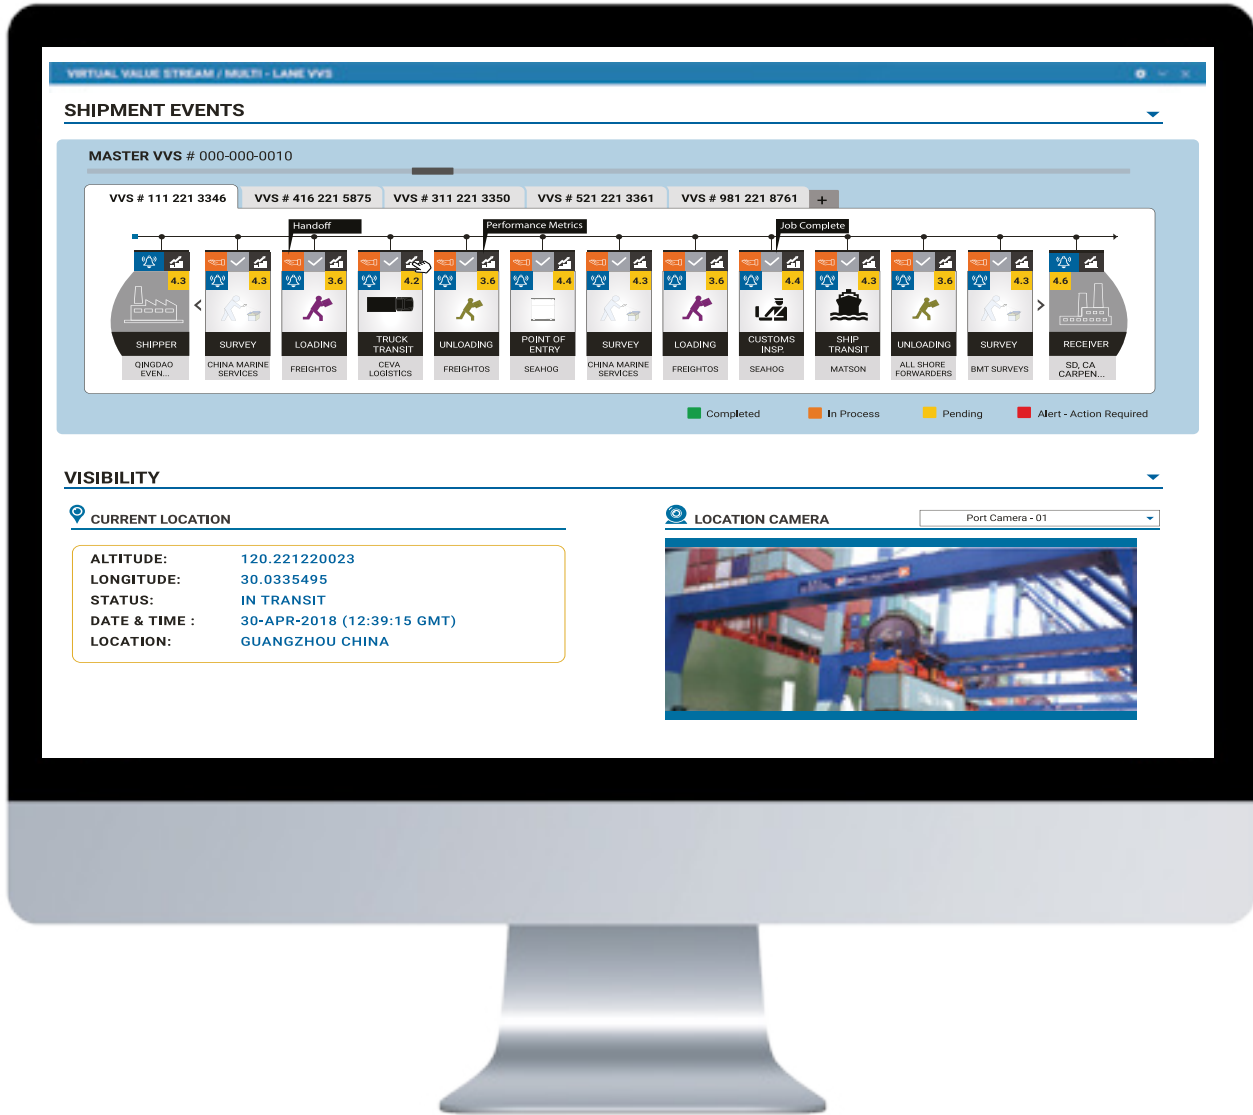 VIRTUAL VALUE STREAM / MULTI - LANE VVS
SHIPMENT EVENTS
MASTER VVS # 000-000-0010
VVS # 111 221 3346
VVS # 416 221 5875
VVS # 311 221 3350
VVS # 521 221 3361
VVS # 981 221 8761
+
Handoff
Performance Metrics
Job Complete
4.3
4.3
3.6
4.2
3.6
4.4
4.3
3.6
4.4
4.3
3.6
4.3
4.6
SHIPPER
SURVEY
LOADING
TRUCK
TRANSIT
UNLOADING
POINT OF
ENTRY
SURVEY
LOADING
CUSTOMS
INSP.
SHIP
TRANSIT
UNLOADING
SURVEY
RECEIVER
QINGDAO
EVEN...
CHINA MARINE
SERVICES
FREIGHTOS
CEVA
LOGISTICS
FREIGHTOS
SEAHOG
CHINA MARINE
SERVICES
FREIGHTOS
SEAHOG
MATSON
ALL SHORE
FORWARDERS
BMT SURVEYS
SD, CA
CARPEN...
Completed
In Process
Pending
Alert - Action Required
VISIBILITY
CURRENT LOCATION
ALTITUDE: 120.221220023
LONGITUDE: 30.0335495
STATUS: IN TRANSIT
DATE & TIME : 30-APR-2018 (12:39:15 GMT)
LOCATION: GUANGZHOU CHINA
LOCATION CAMERA
Port Camera - 01